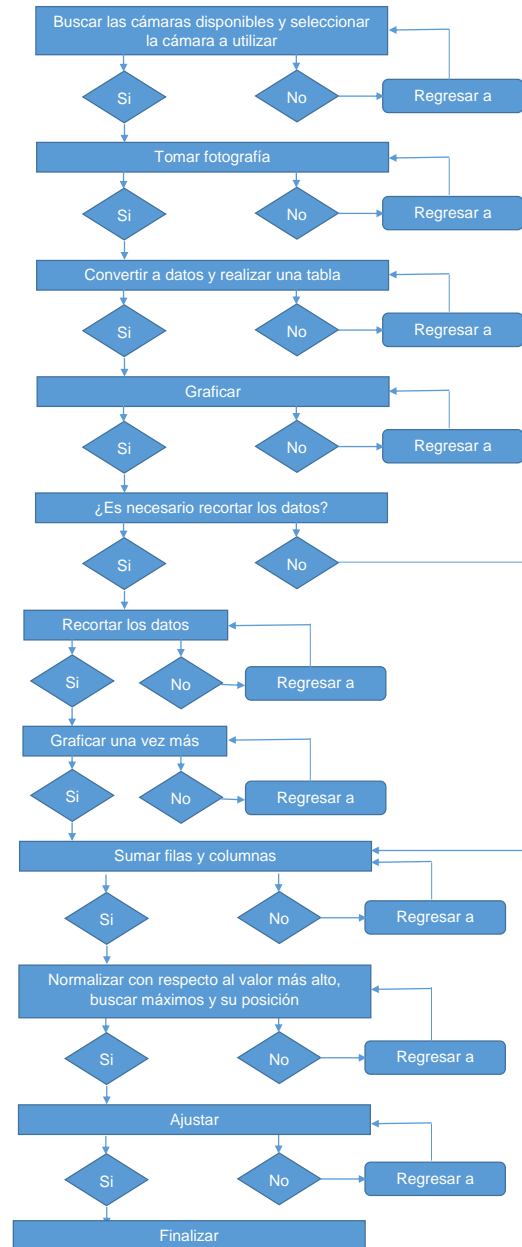 Buscar las cámaras disponibles y seleccionar
la cámara a utilizar
Si
No
Regresar a
Tomar fotografía
Si
No
Regresar a
Convertir a datos y realizar una tabla
Si
No
Regresar a
Graficar
Si
No
Regresar a
¿Es necesario recortar los datos?
Si
No
Recortar los datos
Si
No
Regresar a
Graficar una vez más
Si
No
Regresar a
Sumar filas y columnas
Si
No
Regresar a
Normalizar con respecto al valor más alto,
buscar máximos y su posición
Si
No
Regresar a
Ajustar
Si
No
Regresar a
Finalizar